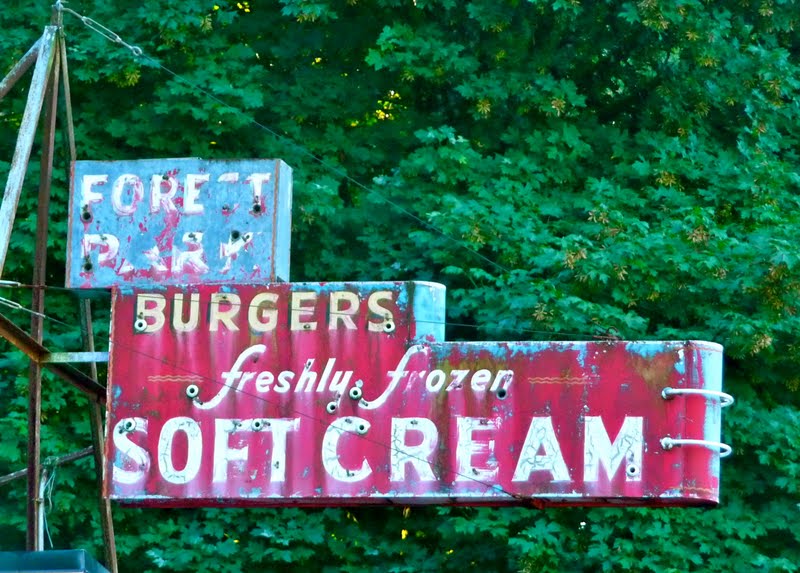 FOREST
PARK
BURGERS
freshly frozen
SOFT CREAM